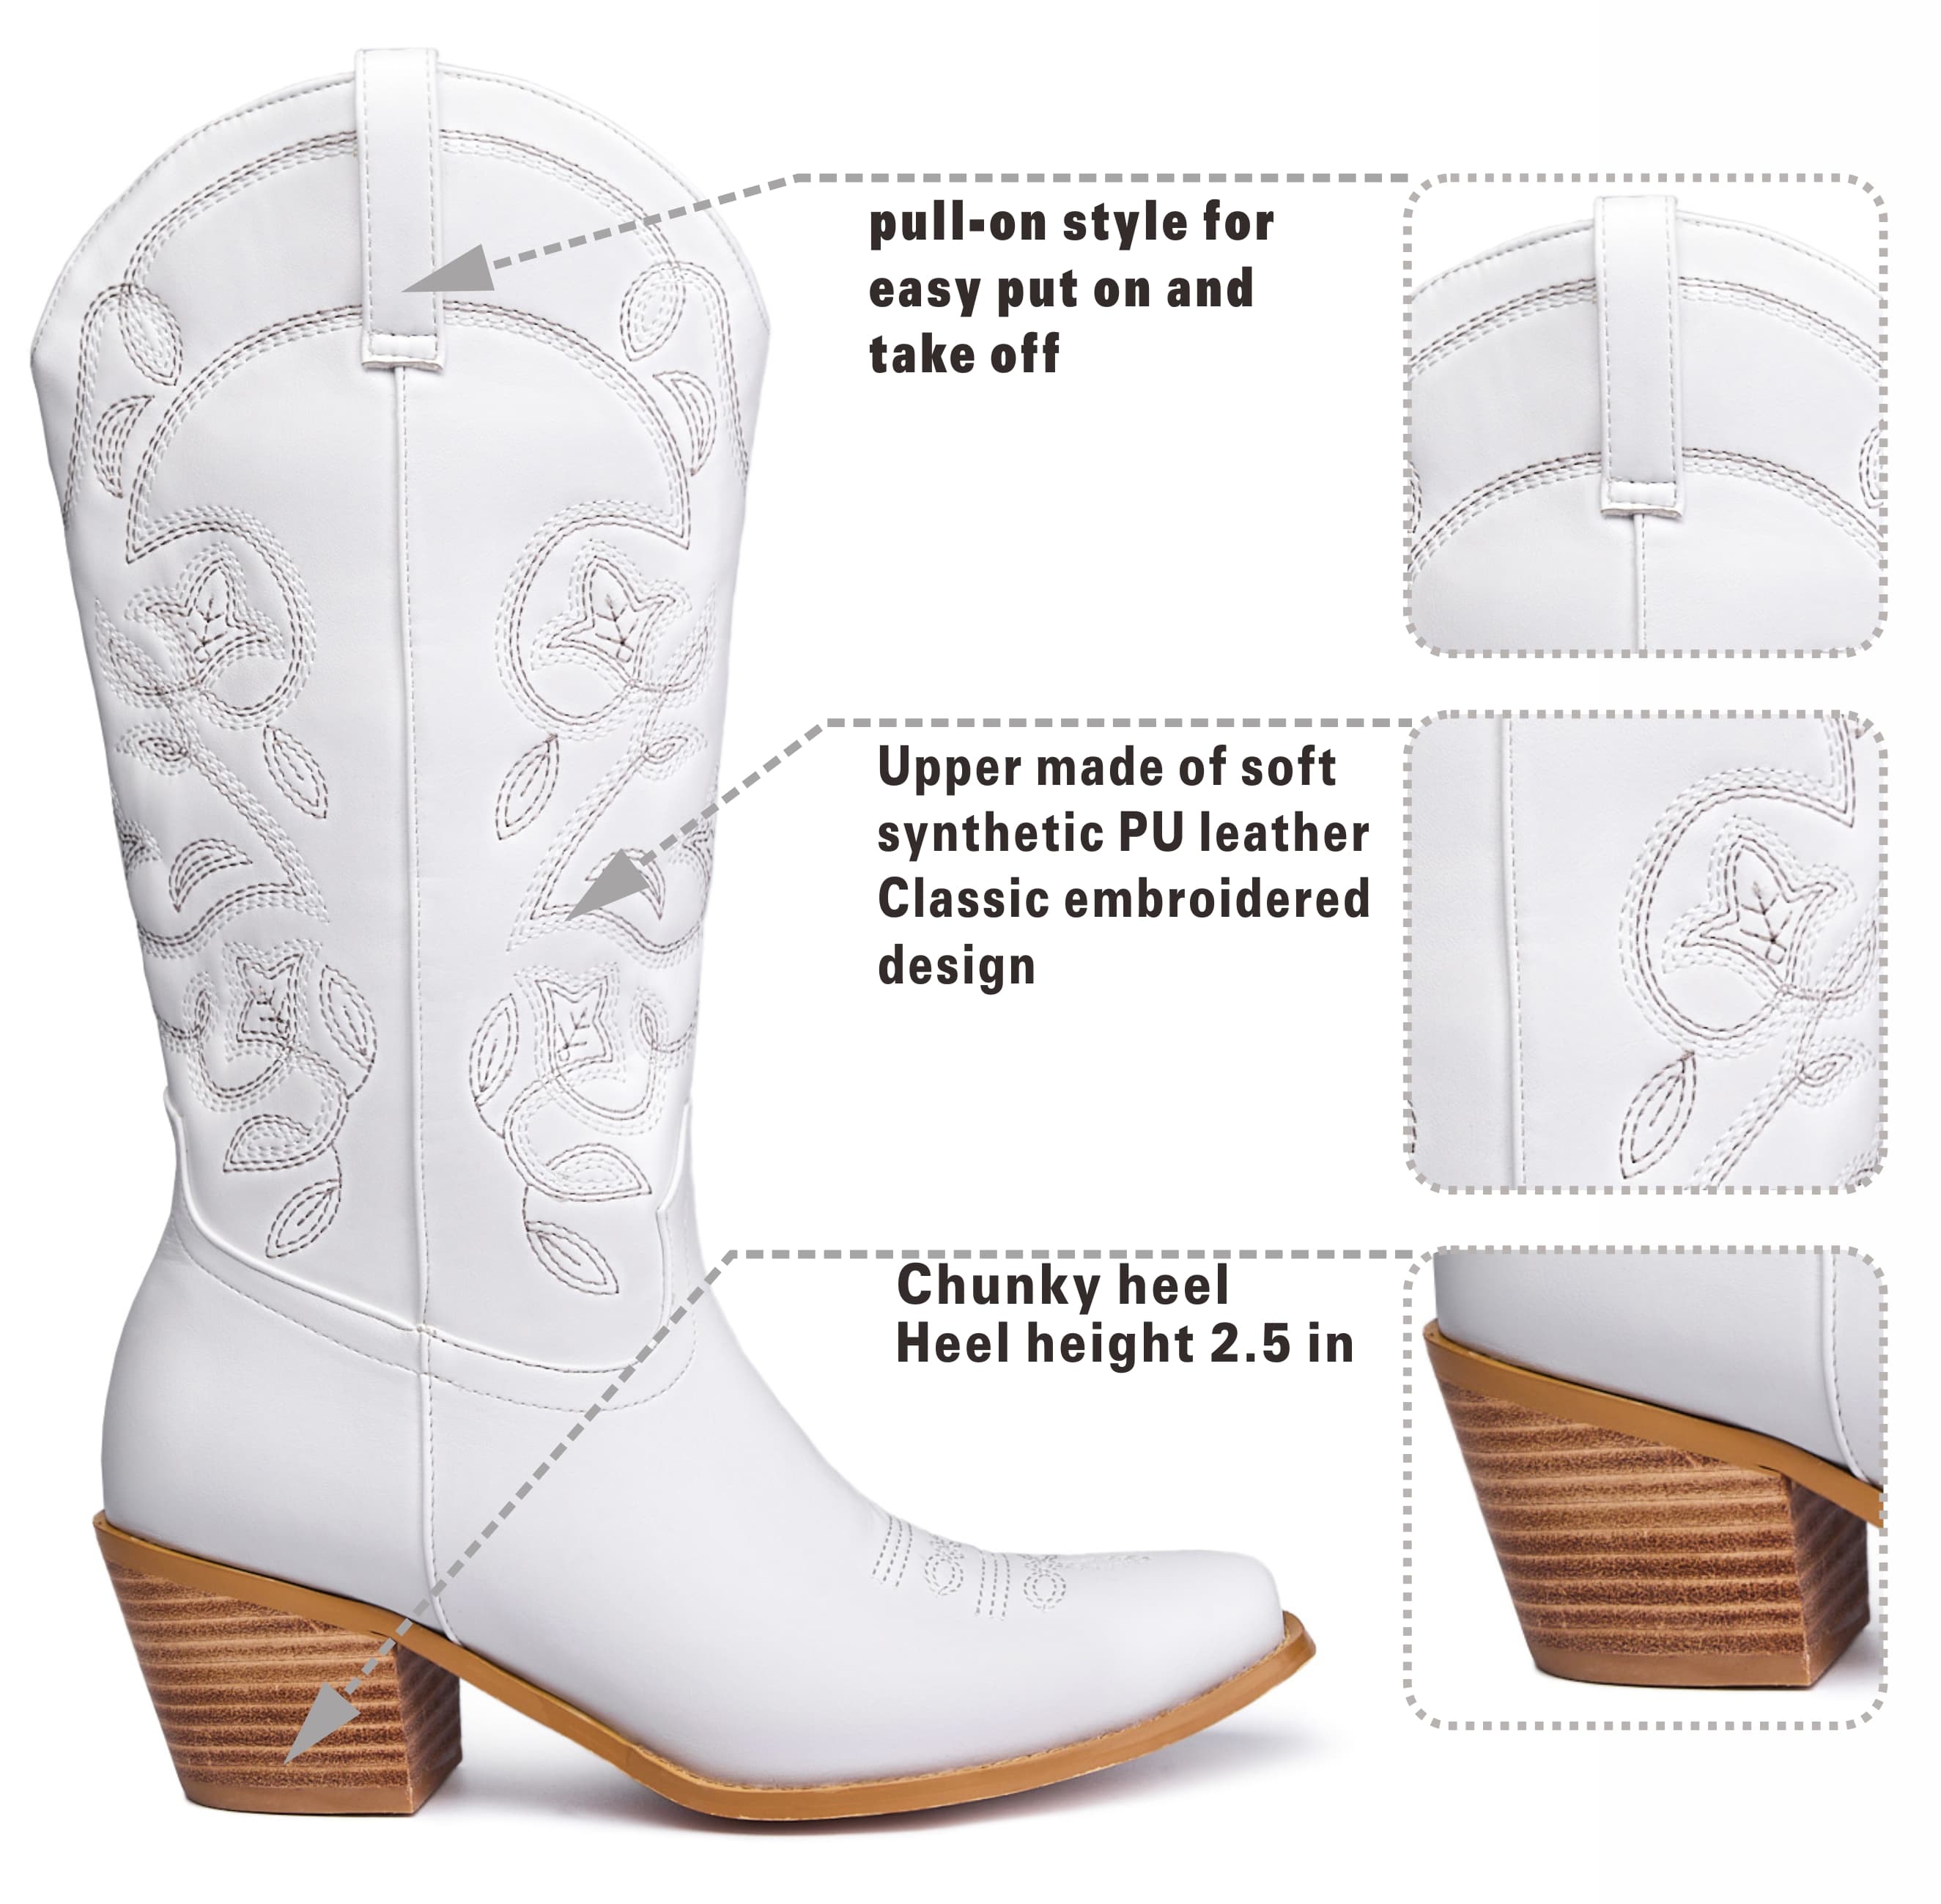 pull-on style for
easy put on and
take off
Upper made of soft
synthetic PU leather
Classic embroidered
design
Chunky heel
Heel height 2.5 in